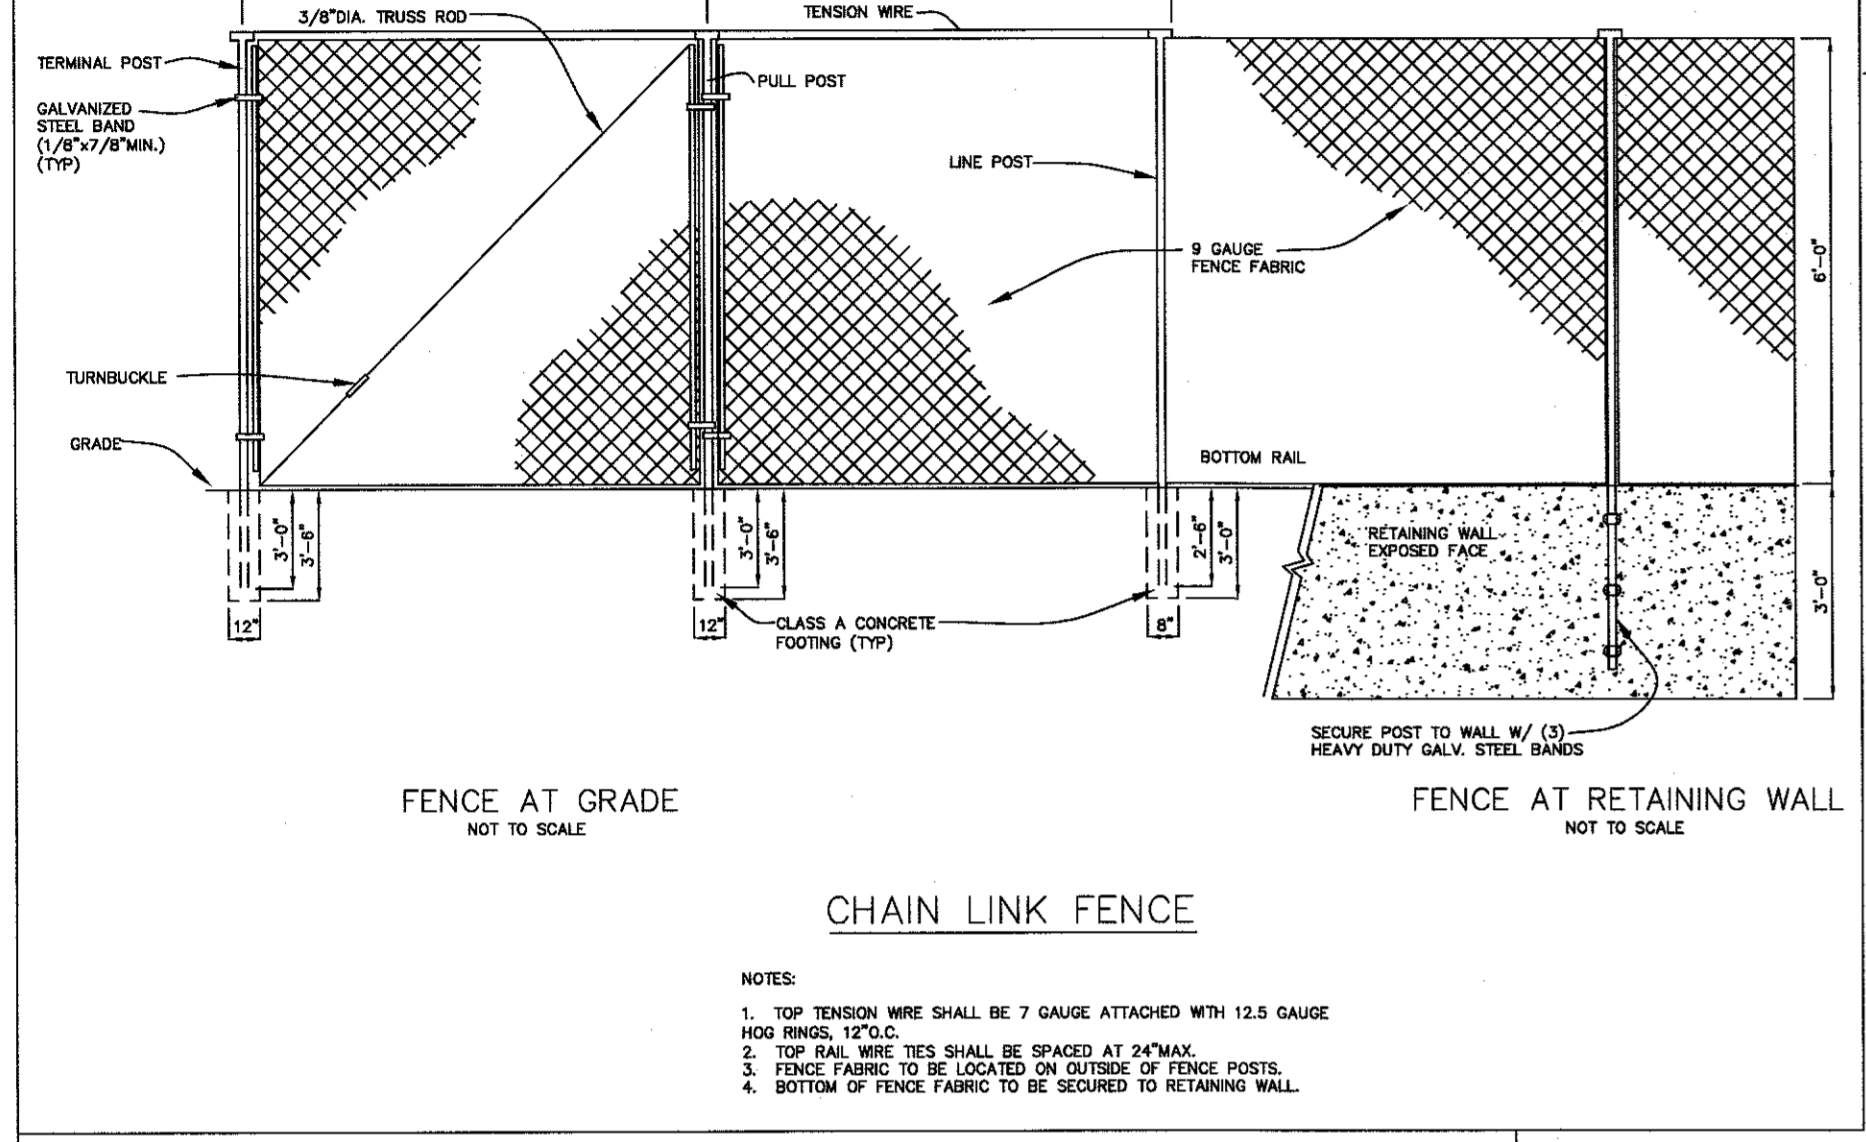 3/8"DIA. TRUSS ROD
TENSION WIRE
TERMINAL POST
PULL POST
GALVANIZED
STEEL BAND
(1/8"x7/8"MIN.)
(TYP)
LINE POST
9 GAUGE
FENCE FABRIC
6'-0"
TURNBUCKLE
GRADE
BOTTOM RAIL
3'-0"
3'-6"
3'-0"
3'-6"
2'-6"
3'-0"
RETAINING WALL
EXPOSED FACE
3'-0"
12"
12"
8"
CLASS A CONCRETE
FOOTING (TYP)
SECURE POST TO WALL W/ (3)
HEAVY DUTY GALV. STEEL BANDS
FENCE AT GRADE
NOT TO SCALE
FENCE AT RETAINING WALL
NOT TO SCALE
CHAIN LINK FENCE
NOTES:
1. TOP TENSION WIRE SHALL BE 7 GAUGE ATTACHED WITH 12.5 GAUGE
HOG RINGS, 12"O.C.
2. TOP RAIL WIRE TIES SHALL BE SPACED AT 24"MAX.
3. FENCE FABRIC TO BE LOCATED ON OUTSIDE OF FENCE POSTS.
4. BOTTOM OF FENCE FABRIC TO BE SECURED TO RETAINING WALL.